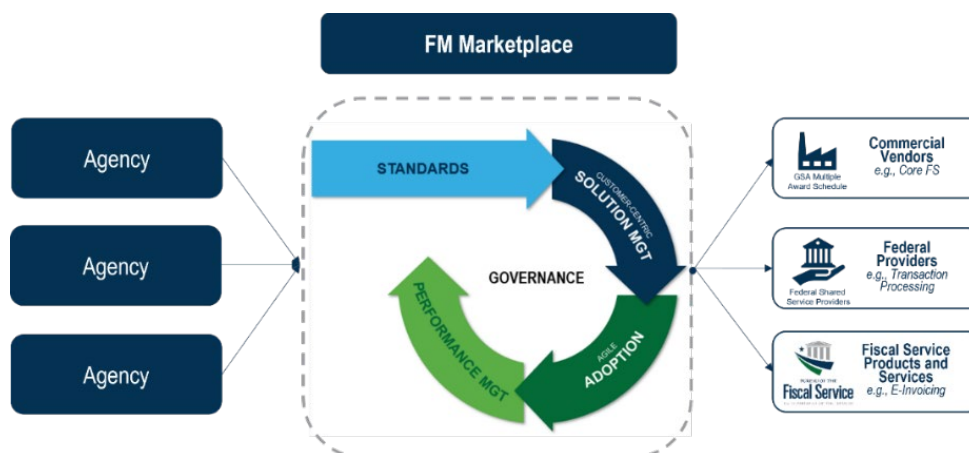 FM Marketplace
Agency
Agency
Agency
STANDARDS
CUSTOMER-CENTRIC
SOLUTION MGT
GOVERNANCE
AGILE
ADOPTION
PERFORMANCE MGT
GSA Multiple
Award Schedule
Commercial
Vendors
e.g., Core FS
Federal Shared
Service Providers
Federal
Providers
e.g., Transaction
Processing
Fiscal Service
Fiscal Service
Products and
Services
e.g., E-Invoicing